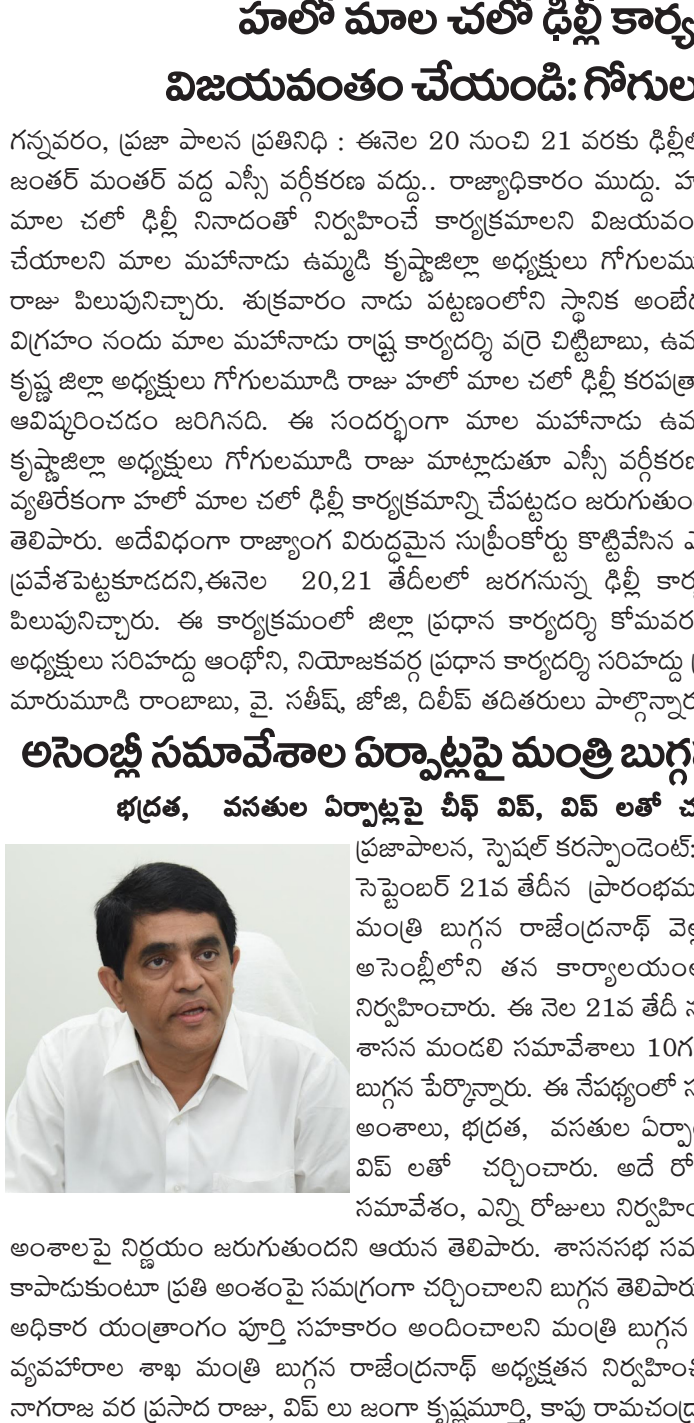 హలో మాల చలో ఢిల్లీ కార్య
విజయవంతం చేయండి: గోగుల
గన్నవరం, ప్రజా పాలన ప్రతినిధి : ఈనెల 20 నుంచి 21 వరకు ఢిల్లీల
జంతర్ మంతర్ వద్ద ఎస్సీ వర్గీకరణ వద్దు.. రాజ్యాధికారం ముద్దు. హ
మాల చలో ఢిల్లీ నినాదంతో నిర్వహించే కార్యక్రమాలని విజయవం
చేయాలని మాల మహానాడు ఉమ్మడి కృష్ణాజిల్లా అధ్యక్షులు గోగులమూ
రాజు పిలుపునిచ్చారు. శుక్రవారం నాడు పట్టణంలోని స్థానిక అంబేద
విగ్రహం నందు మాల మహానాడు రాష్ట్ర కార్యదర్శి వర్రె చిట్టిబాబు, ఉమ
కృష్ణ జిల్లా అధ్యక్షులు గోగులమూడి రాజు హలో మాల చలో ఢిల్లీ కరపత్రా
ఆవిష్కరించడం జరిగినది. ఈ సందర్భంగా మాల మహానాడు ఉమ
కృష్ణాజిల్లా అధ్యక్షులు గోగులమూడి రాజు మాట్లాడుతూ ఎస్సీ వర్గీకరణ
వ్యతిరేకంగా హలో మాల చలో ఢిల్లీ కార్యక్రమాన్ని చేపట్టడం జరుగుతుం
తెలిపారు. అదేవిధంగా రాజ్యాంగ విరుద్ధమైన సుప్రీంకోర్టు కొట్టివేసిన
ప్రవేశపెట్టకూడదని,ఈనెల 20,21 తేదీలలో జరగనున్న ఢిల్లీ కార్య
పిలుపునిచ్చారు. ఈ కార్యక్రమంలో జిల్లా ప్రధాన కార్యదర్శి కోమవర
అధ్యక్షులు సరిహద్దు ఆంథోని, నియోజకవర్గ ప్రధాన కార్యదర్శి సరిహద్దు
మారుమూడి రాంబాబు, వై. సతీష్, జోజి, దిలీప్ తదితరులు పాల్గొన్నార
అసెంబ్లీ సమావేశాల ఏర్పాట్లపై మంత్రి బుగ్గన
భద్రత, వసతుల ఏర్పాట్లపై చీఫ్ విప్, విప్ లతో చ
ప్రజాపాలన, స్పెషల్ కరస్పాండెంట్:
సెప్టెంబర్ 21వ తేదీన ప్రారంభమ
మంత్రి బుగ్గన రాజేంద్రనాథ్ వెల్ల
అసెంబ్లీలోని తన కార్యాలయంల
నిర్వహించారు. ఈ నెల 21వ తేదీ న
శాసన మండలి సమావేశాలు 10గ
బుగ్గన పేర్కొన్నారు. ఈ నేపథ్యంలో స
అంశాలు, భద్రత, వసతుల ఏర్పా
విప్ లతో చర్చించారు. అదే రో
సమావేశం, ఎన్ని రోజులు నిర్వహిం
అంశాలపై నిర్ణయం జరుగుతుందని ఆయన తెలిపారు. శాసనసభ సమ
కాపాడుకుంటూ ప్రతి అంశంపై సమగ్రంగా చర్చించాలని బుగ్గన తెలిపారు
అధికార యంత్రాంగం పూర్తి సహకారం అందించాలని మంత్రి బుగ్గన
వ్యవహారాల శాఖ మంత్రి బుగ్గన రాజేంద్రనాథ్ అధ్యక్షతన నిర్వహించ
నాగరాజ వర ప్రసాద రాజు, విప్ లు జంగా కృష్ణమూర్తి, కాపు రామచంద్ర